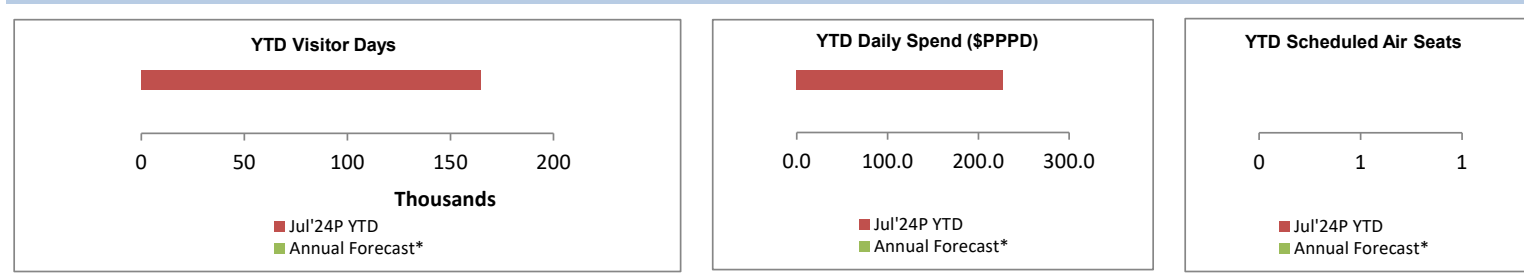 YTD Visitor Days
0 50 100 150 200
Thousands
Jul'24P YTD
Annual Forecast*
YTD Daily Spend ($PPPD)
0.0 100.0 200.0 300.0
Jul'24P YTD
Annual Forecast*
YTD Scheduled Air Seats
0 1 1
Jul'24P YTD
Annual Forecast*